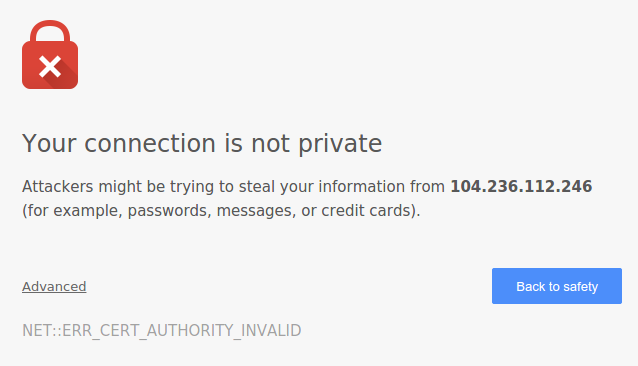 Your connection is not private
Attackers might be trying to steal your information from 104.236.112.246
(for example, passwords, messages, or credit cards).
Advanced
Back to safety
NET::ERR_CERT_AUTHORITY_INVALID